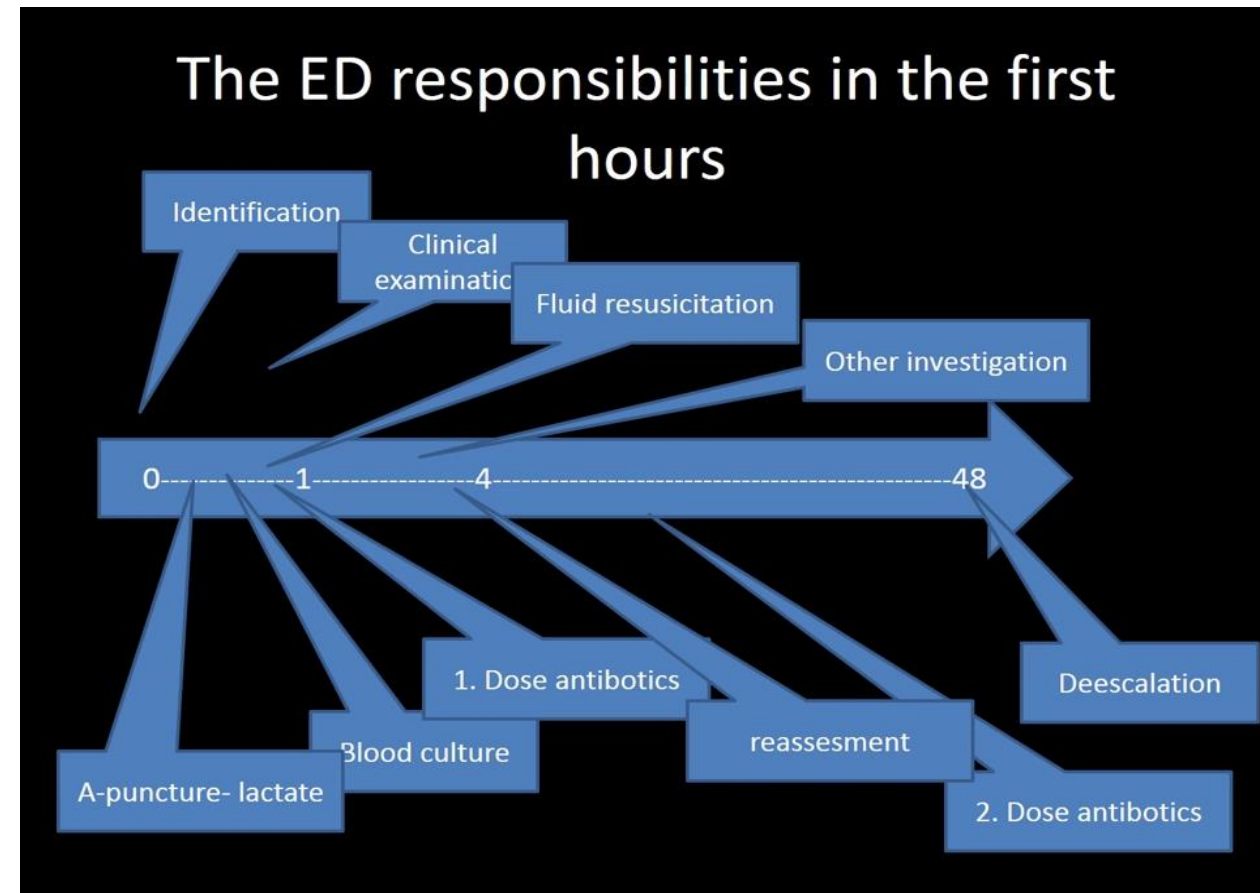 The ED responsibilities in the first
hours
Identification
Clinical
examinatic
Fluid resusicitation
Other investigation
0---------------1-----------------4------------------------------------------------48
1. Dose antibotics
Deescalation
Blood culture
reassesment
A-puncture- lactate
2. Dose antibotics